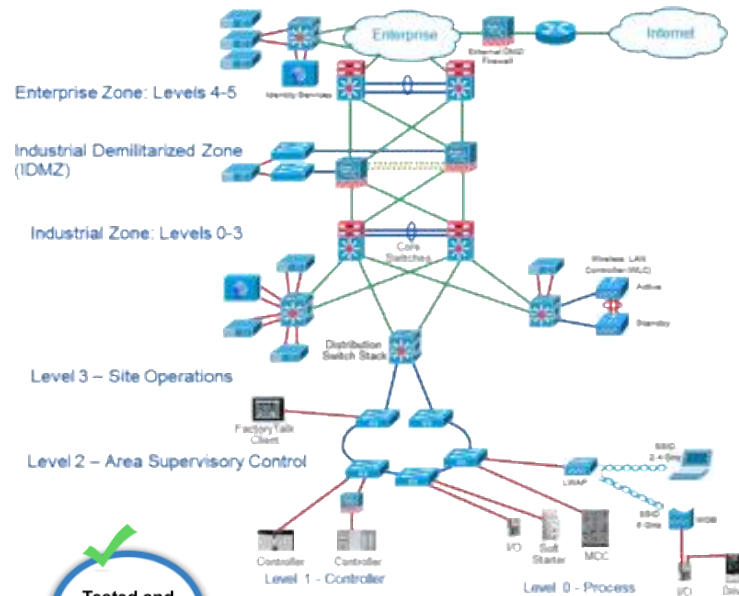 Enterprise
Internet
External DMZ
Firewall
Identity Services
Enterprise Zone: Levels 4-5
Industrial Demilitarized Zone
(IDMZ)
Industrial Zone: Levels 0-3
Core
Switches
Wireless LAN
Controller (WLC)
Active
Standby
Distribution
Switch Stack
Level 3 – Site Operations
FactoryTalk
Client
Level 2 – Area Supervisory Control
SSID
2.4 GHz
LWAP
SSID
5 GHz
WGB
I/O
Soft
Starter
MCC
Controller
Controller
Level 1 - Controller
Level 0 - Process
I/O
Drive
Tested and